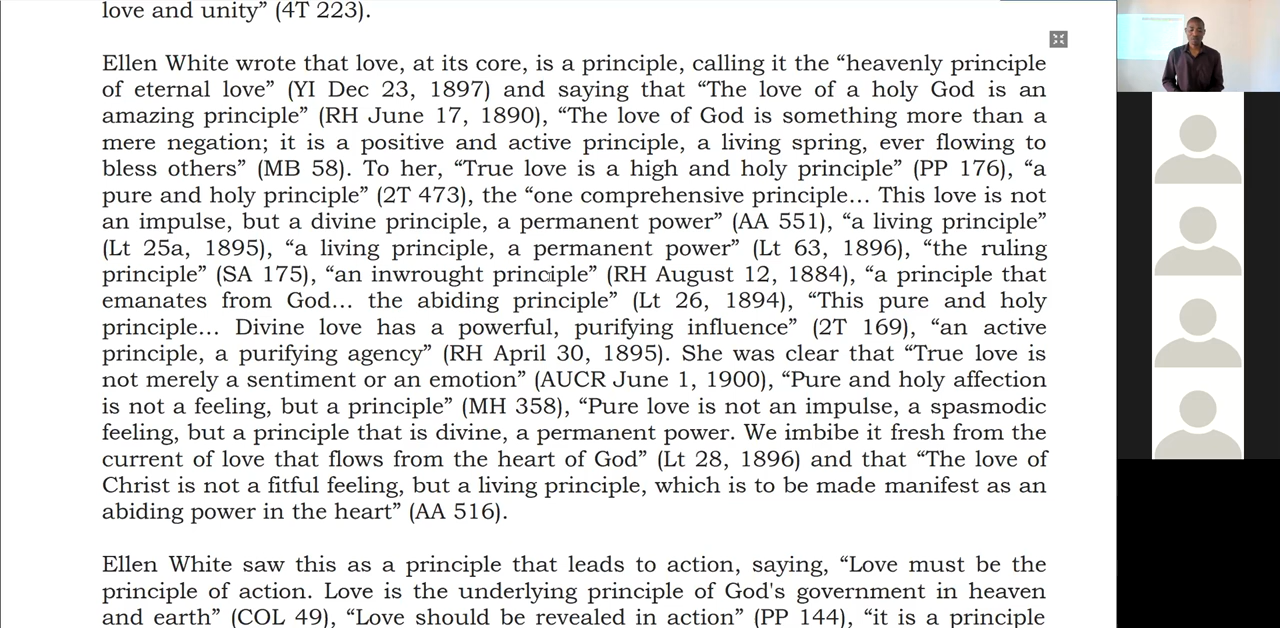 love and unity” (4T 223).
Ellen White wrote that love, at its core, is a principle, calling it the “heavenly principle
of eternal love” (YI Dec 23, 1897) and saying that “The love of a holy God is an
amazing principle” (RH June 17, 1890), “The love of God is something more than a
mere negation; it is a positive and active principle, a living spring, ever flowing to
bless others” (MB 58). To her, “True love is a high and holy principle” (PP 176), “a
pure and holy principle” (2T 473), the “one comprehensive principle… This love is not
an impulse, but a divine principle, a permanent power” (AA 551), “a living principle”
(Lt 25a, 1895), “a living principle, a permanent power” (Lt 63, 1896), “the ruling
principle” (SA 175), “an inwrought principle” (RH August 12, 1884), “a principle that
emanates from God… the abiding principle” (Lt 26, 1894), “This pure and holy
principle… Divine love has a powerful, purifying influence” (2T 169), “an active
principle, a purifying agency” (RH April 30, 1895). She was clear that “True love is
not merely a sentiment or an emotion” (AUCR June 1, 1900), “Pure and holy affection
is not a feeling, but a principle” (MH 358), “Pure love is not an impulse, a spasmodic
feeling, but a principle that is divine, a permanent power. We imbibe it fresh from the
current of love that flows from the heart of God” (Lt 28, 1896) and that “The love of
Christ is not a fitful feeling, but a living principle, which is to be made manifest as an
abiding power in the heart” (AA 516).
Ellen White saw this as a principle that leads to action, saying, “Love must be the
principle of action. Love is the underlying principle of God's government in heaven
and earth” (COL 49), “Love should be revealed in action” (PP 144), “it is a principle